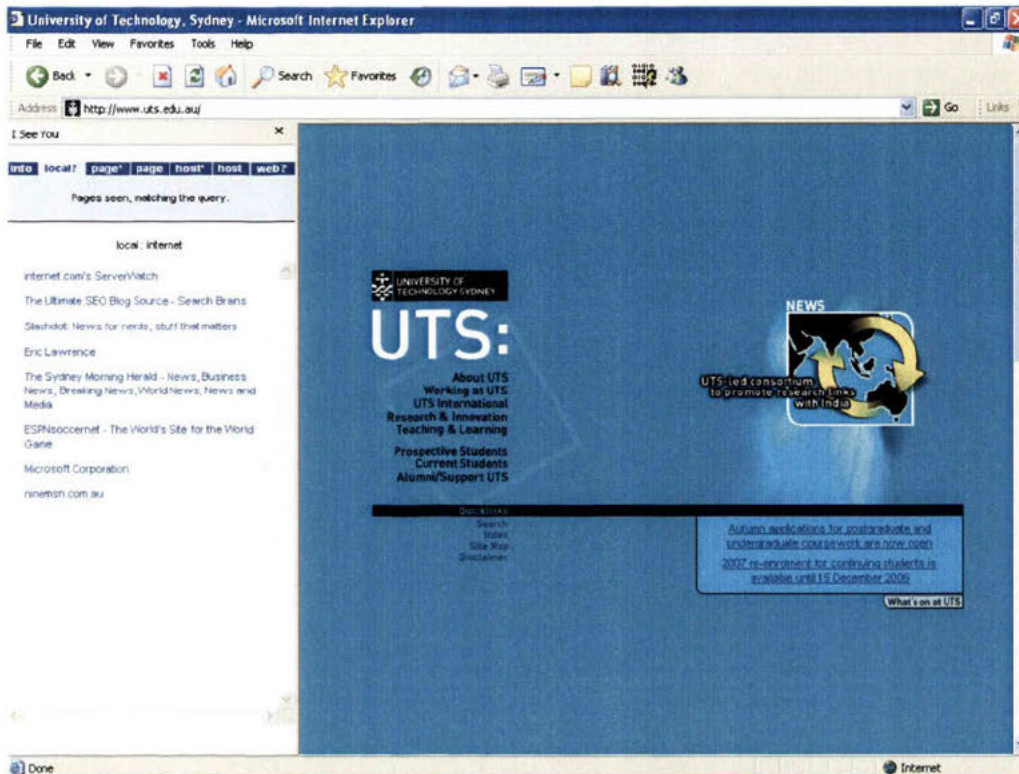 University of Technology, Sydney - Microsoft Internet Explorer
File Edit View Favorites Tools Help
Back Search Favorites
Address http://www.uts.edu.au/ Go Links
I See You
info local? page* page host* host web?
Pages seen, matching the query.
local : internet
internet.com's ServerWatch
The Ultimate SEO Blog Source - Search Brains
Slashdot: News for nerds, stuff that matters
Eric Lawrence
The Sydney Morning Herald - News, Business
News, Breaking News, World News, News and
Media
ESPNsoccernet - The World's Site for the World
Game
Microsoft Corporation
ninemsn.com.au
UNIVERSITY OF
TECHNOLOGY SYDNEY
UTS:
About UTS
Working at UTS
UTS International
Research & Innovation
Teaching & Learning
Prospective Students
Current Students
Alumni/Support UTS
QUICKLINKS
Search
Index
Site Map
Disclaimer
NEWS
UTS-led consortium
to promote research links
with India
Autumn applications for postgraduate and
undergraduate coursework are now open
2007 re-enrolment for continuing students is
available until 15 December 2006
What's on at UTS
Done Internet